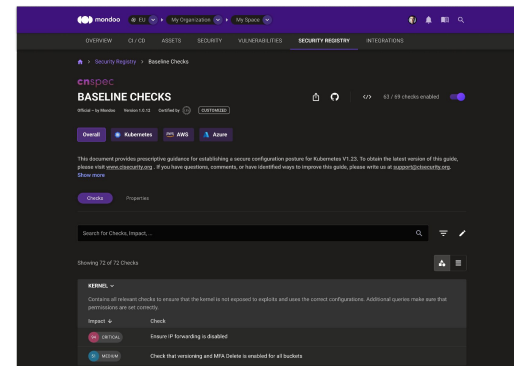 mondoo EU My Organization My Space
OVERVIEW CI / CD ASSETS SECURITY VULNERABILITIES SECURITY REGISTRY INTEGRATIONS
Security Registry Baseline Checks
cnspec
BASELINE CHECKS
63 / 69 checks enabled
Official – by Mondoo Version 1.0.12 Certified by CIS CUSTOMIZED
Overall Kubernetes AWS Azure
This document provides prescriptive guidance for establishing a secure configuration posture for Kubernetes V1.23. To obtain the latest version of this guide,
please visit www.cisecurity.org . If you have questions, comments, or have identified ways to improve this guide, please write us at support@cisecurity.org.
Show more
Checks Properties
Search for Checks, Impact, ...
Showing 72 of 72 Checks
KERNEL
Contains all relevant checks to ensure that the kernel is not exposed to exploits and uses the correct configurations. Additional queries make sure that
permissions are set correctly.
Impact Check
94 CRITICAL Ensure IP forwarding is disabled
51 MEDIUM Check that versioning and MFA Delete is enabled for all buckets